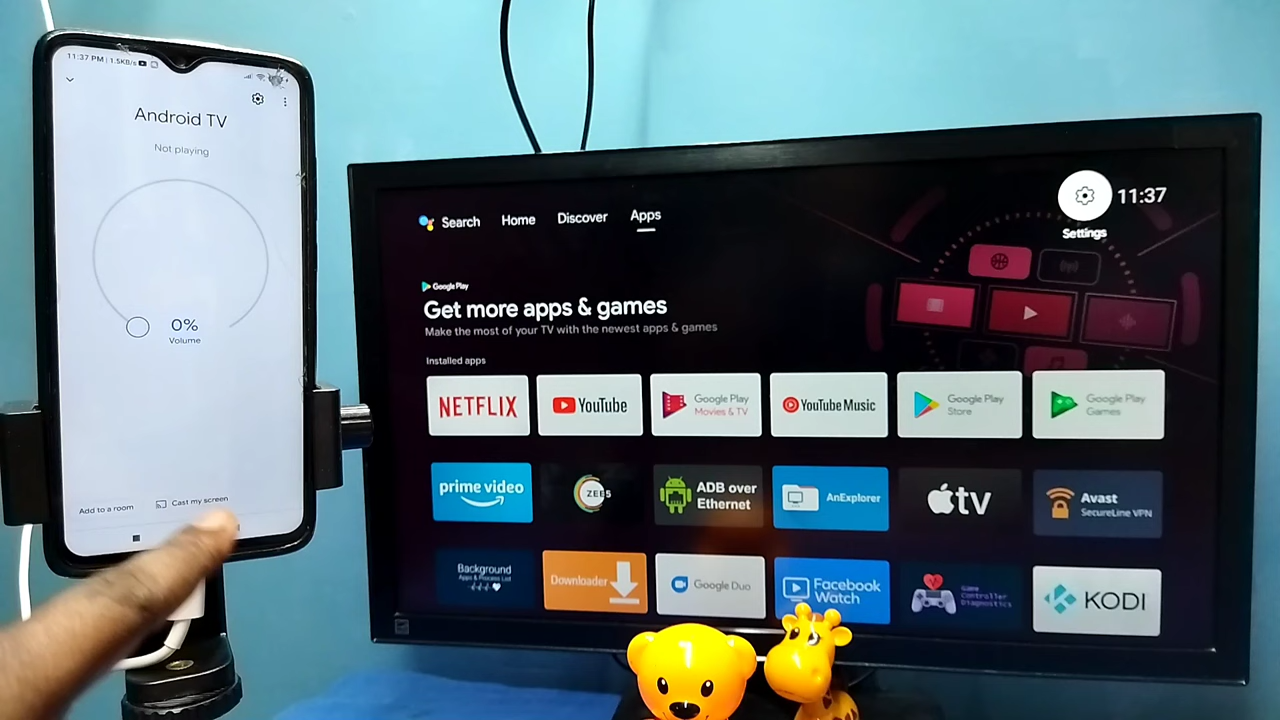 11:37 PM | 1.5KB/s
Android TV
Not playing
0%
Volume
Add to a room
Cast my screen
Search
Home
Discover
Apps
11:37
Settings
Google Play
Get more apps & games
Make the most of your TV with the newest apps & games
Installed apps
NETFLIX
YouTube
Google Play
Movies & TV
YouTube Music
Google Play
Store
Google Play
Games
prime video
ZEE5
ADB over
Ethernet
AnExplorer
tv
Avast
SecureLine VPN
Background
Apps & Process List
Downloader
Google Duo
Facebook
Watch
Game
Controller
Diagnostics
KODI